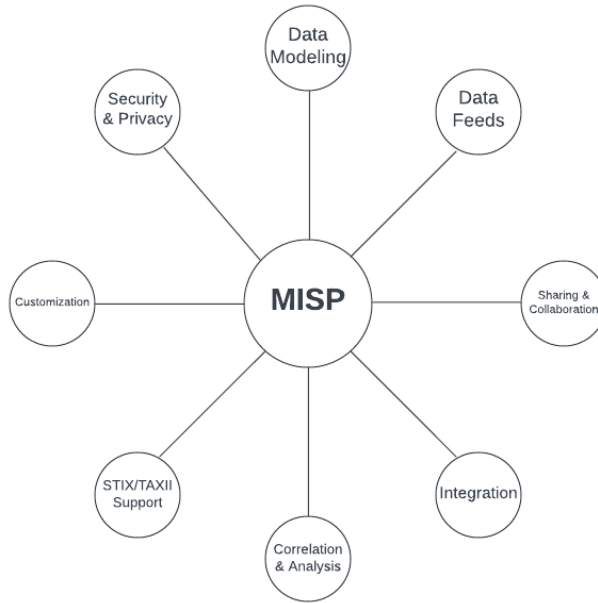 Data
Modeling
Security
& Privacy
Data
Feeds
Customization
MISP
Sharing &
Collaboration
STIX/TAXII
Support
Integration
Correlation
& Analysis